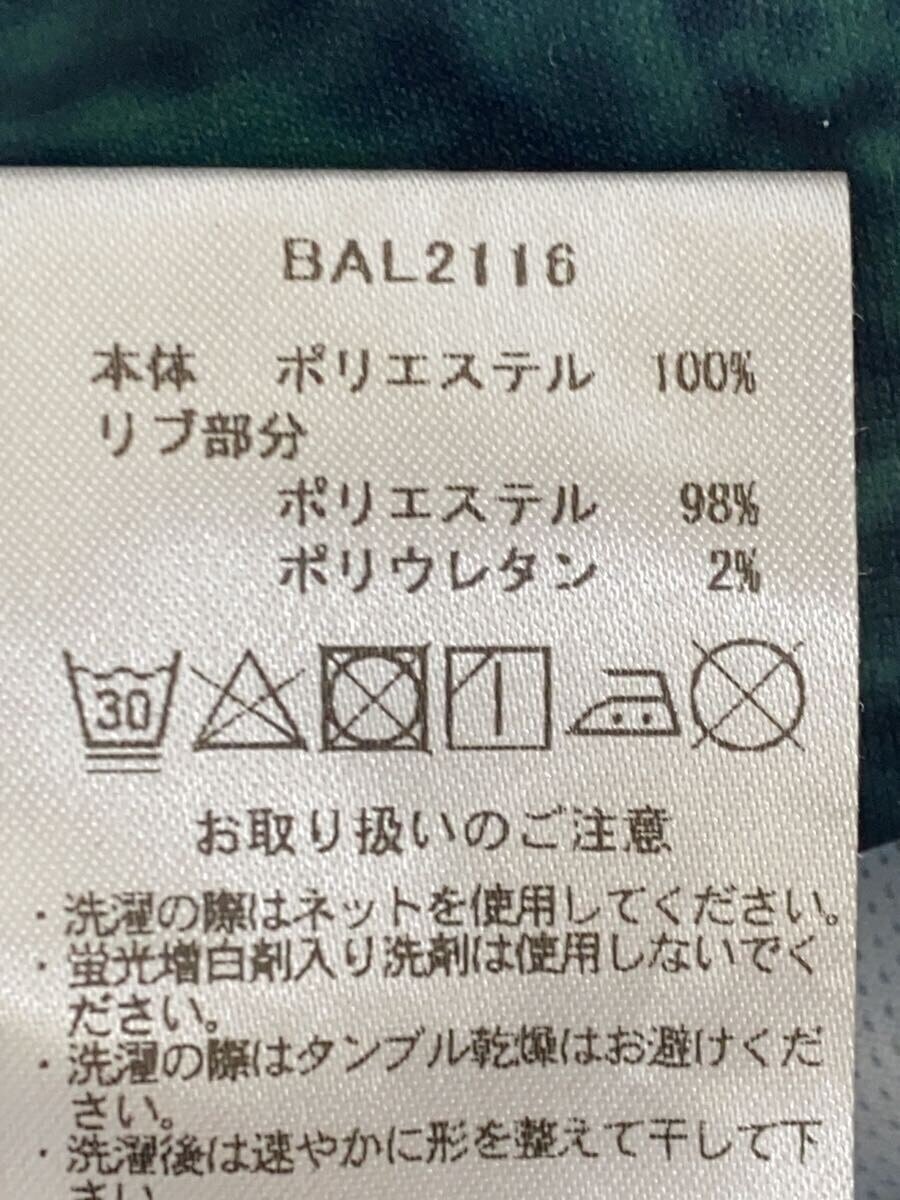 BAL2116
本体 ポリエステル 100%
リブ部分
ポリエステル 98%
ポリウレタン 2%
30
お取り扱いのご注意
・洗濯の際はネットを使用してください。
・蛍光増白剤入り洗剤は使用しないでく
ださい。
・洗濯の際はタンブル乾燥はお避けくだ
さい。
・洗濯後は速やかに形を整えて干して下
さい。